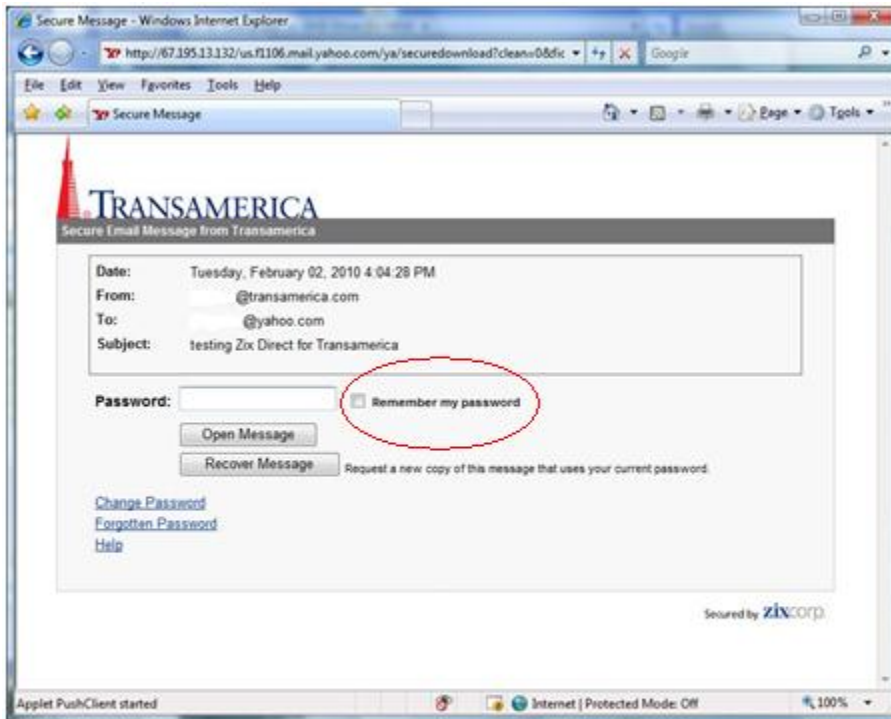 Secure Message - Windows Internet Explorer
http://67.195.13.132/us.f1106.mail.yahoo.com/ya/securedownload?clean=0&fic
Google
File Edit View Favorites Tools Help
Secure Message
Page Tools
TRANSAMERICA
Secure Email Message from Transamerica
Date: Tuesday, February 02, 2010 4:04:28 PM
From: @transamerica.com
To: @yahoo.com
Subject: testing Zix Direct for Transamerica
Password: Remember my password
Open Message
Recover Message Request a new copy of this message that uses your current password.
Change Password
Forgotten Password
Help
Secured by zixcorp
Applet PushClient started Internet | Protected Mode: Off 100%